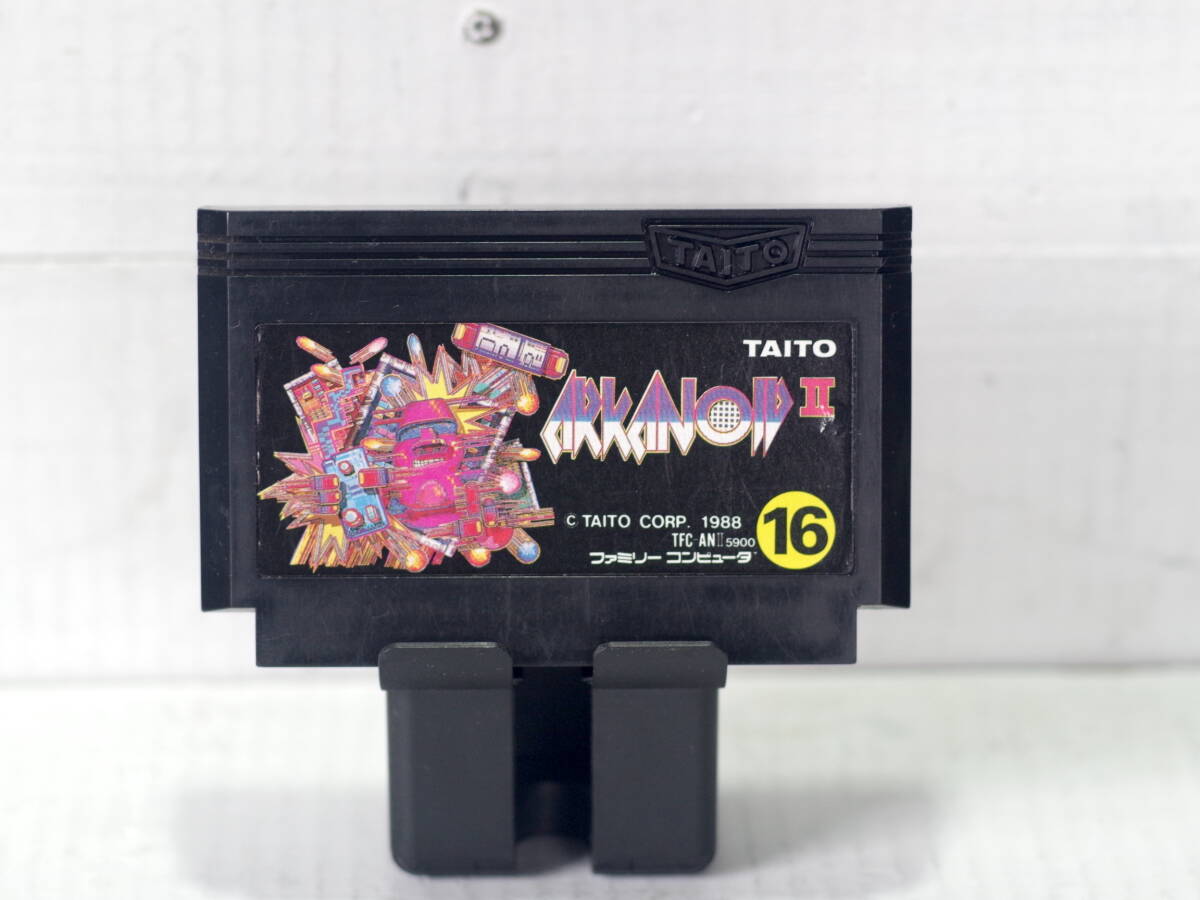 TAITO
TAITO
ARKANOID II
© TAITO CORP. 1988
TFC-ANII 5900
16
ファミリー コンピュータ